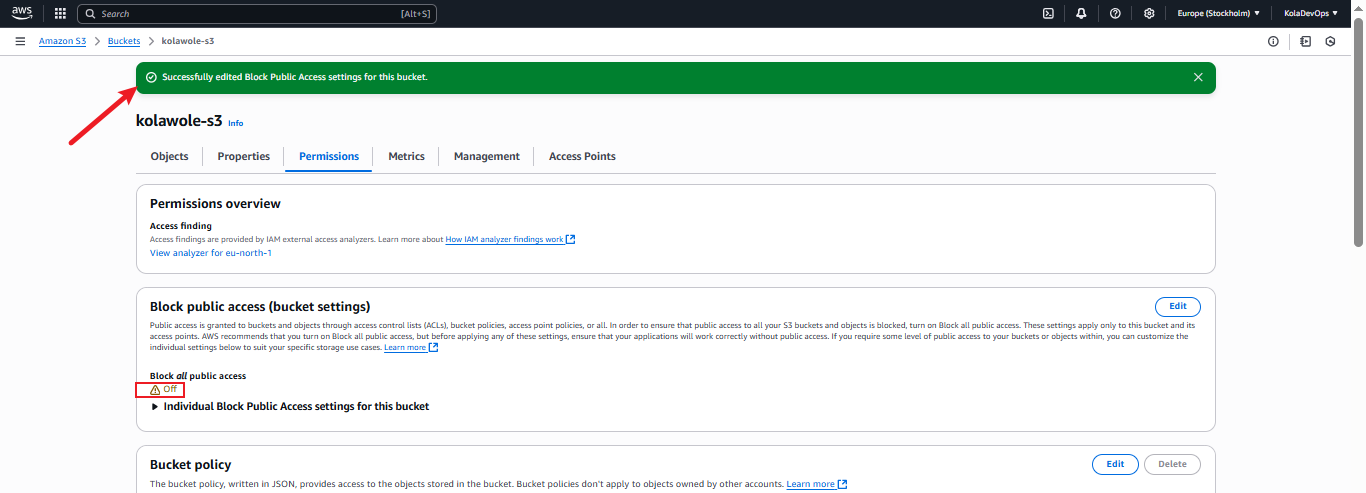 aws
Search
[Alt+S]
Europe (Stockholm)
KolaDevOps
Amazon S3
Buckets
kolawole-s3
Successfully edited Block Public Access settings for this bucket.
kolawole-s3 Info
Objects
Properties
Permissions
Metrics
Management
Access Points
Permissions overview
Access finding
Access findings are provided by IAM external access analyzers. Learn more about How IAM analyzer findings work
View analyzer for eu-north-1
Block public access (bucket settings)
Edit
Public access is granted to buckets and objects through access control lists (ACLs), bucket policies, access point policies, or all. In order to ensure that public access to all your S3 buckets and objects is blocked, turn on Block all public access. These settings apply only to this bucket and its
access points. AWS recommends that you turn on Block all public access, but before applying any of these settings, ensure that your applications will work correctly without public access. If you require some level of public access to your buckets or objects within, you can customize the
individual settings below to suit your specific storage use cases. Learn more
Block all public access
Off
Individual Block Public Access settings for this bucket
Bucket policy
Edit
Delete
The bucket policy, written in JSON, provides access to the objects stored in the bucket. Bucket policies don't apply to objects owned by other accounts. Learn more